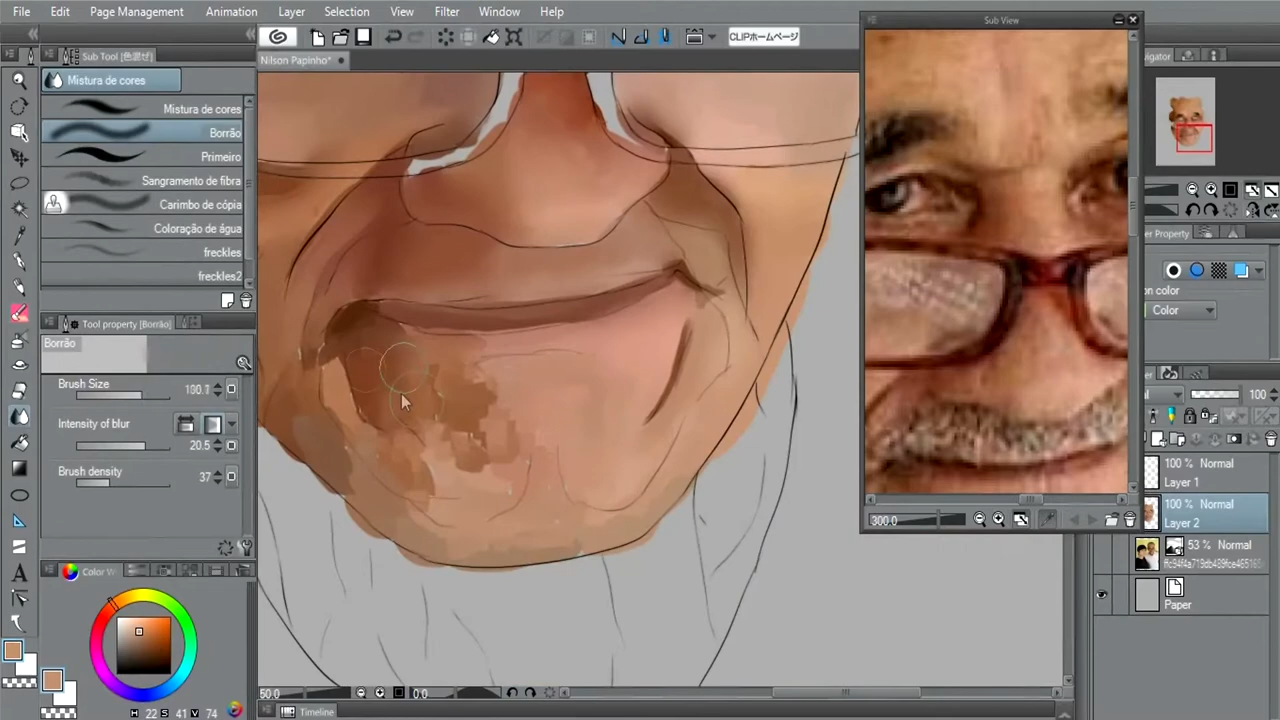 File Edit Page Management Animation Layer Selection View Filter Window Help
Sub View
CLIPホームページ
Sub Tool [色混ぜ]
Nilson Papinho*
Mistura de cores
Mistura de cores
Borrão
Primeiro
Sangramento de fibra
Carimbo de cópia
Coloração de água
freckles
freckles2
Tool property [Borrão]
Borrão
Brush Size 180.1
Intensity of blur
20.5
Brush density 37
Color
H 22 S 41 V 74
50.0 0.0
Timeline
300.0
Property
on color
Color
100
100 % Normal
Layer 1
100 % Normal
Layer 2
53 % Normal
Paper